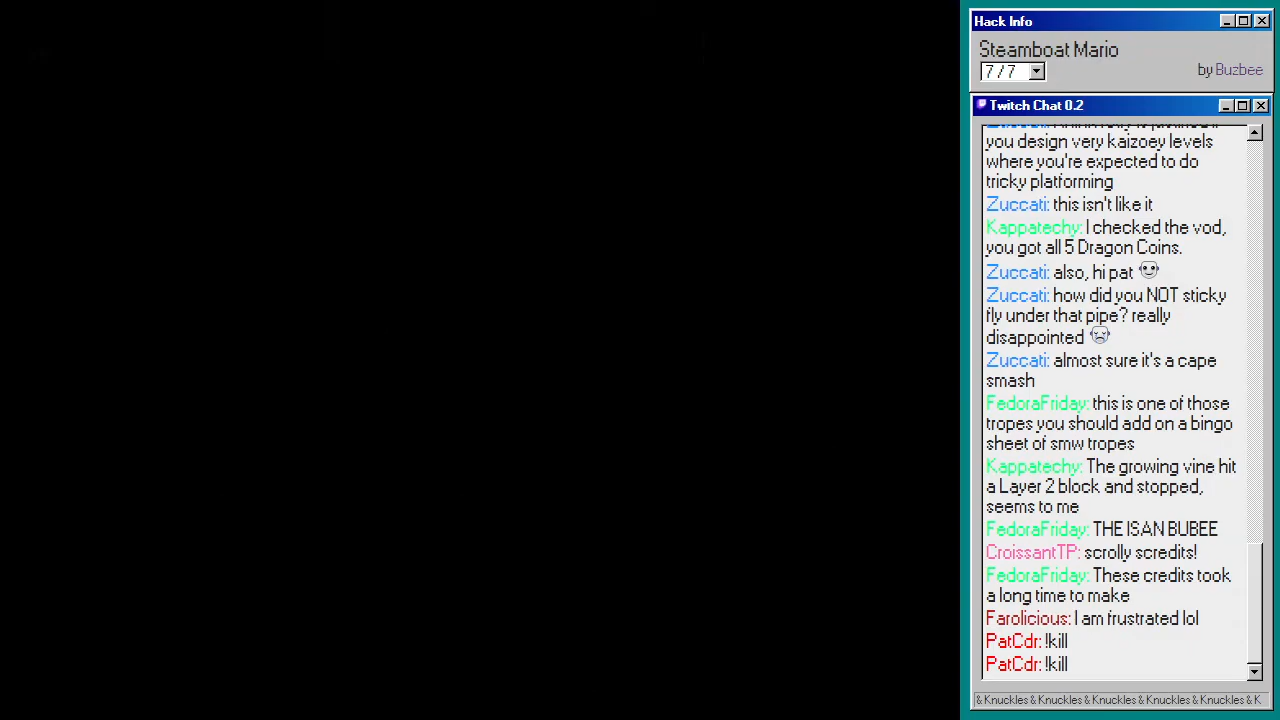 Hack Info
Steamboat Mario
7 / 7
by Buzbee
Twitch Chat 0.2
you design very kaizoey levels
where you're expected to do
tricky platforming
Zuccati: this isn't like it
Kappatechy: I checked the vod,
you got all 5 Dragon Coins.
Zuccati: also, hi pat
Zuccati: how did you NOT sticky
fly under that pipe? really
disappointed
Zuccati: almost sure it's a cape
smash
FedoraFriday: this is one of those
tropes you should add on a bingo
sheet of smw tropes
Kappatechy: The growing vine hit
a Layer 2 block and stopped,
seems to me
FedoraFriday: THE ISAN BUBEE
CroissantTP: scrolly scredits!
FedoraFriday: These credits took
a long time to make
Farolicious: I am frustrated lol
PatCdr: !kill
PatCdr: !kill
& Knuckles & Knuckles & Knuckles & Knuckles & Knuckles & K